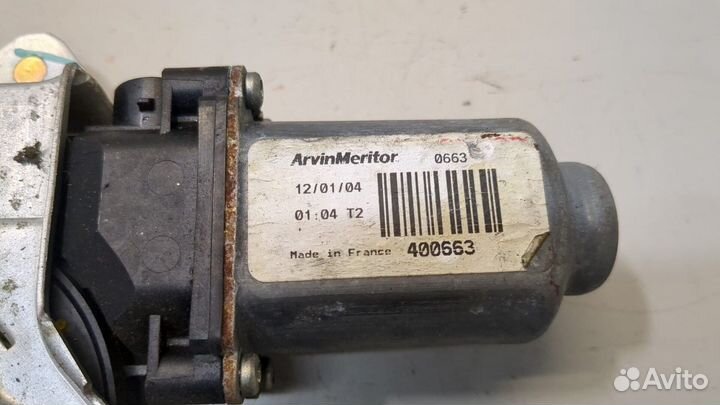 ArvinMeritor 0663
12/01/04
01:04 T2
Made in France 400663
Avito